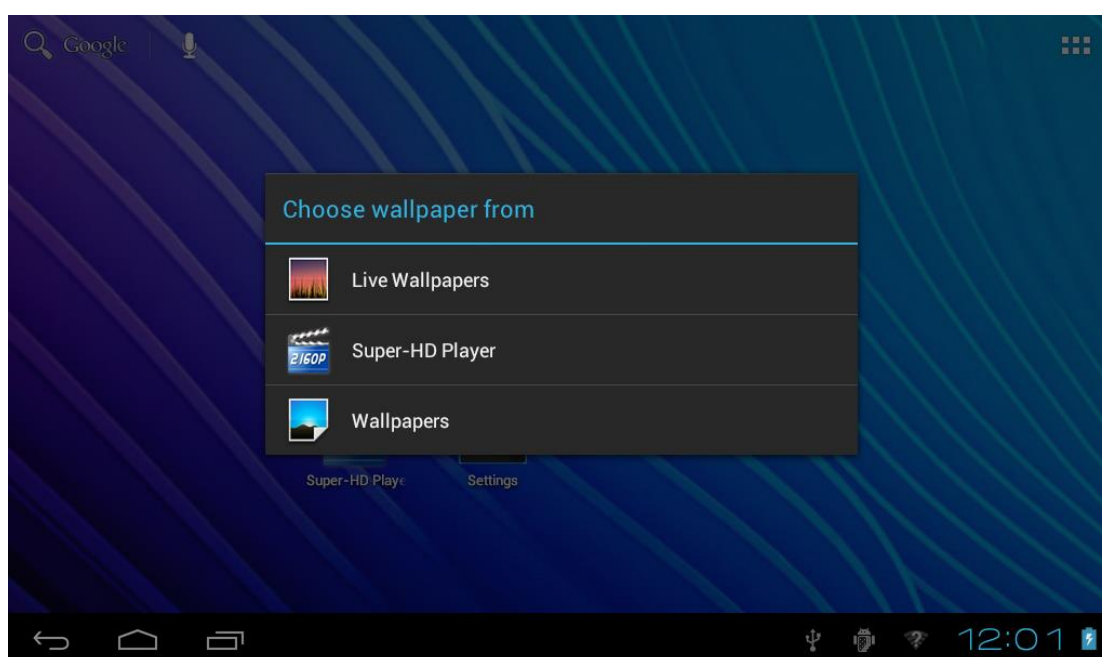 Google
Choose wallpaper from
Live Wallpapers
2160P
Super-HD Player
Wallpapers
Super-HD Playe
Settings
12:01